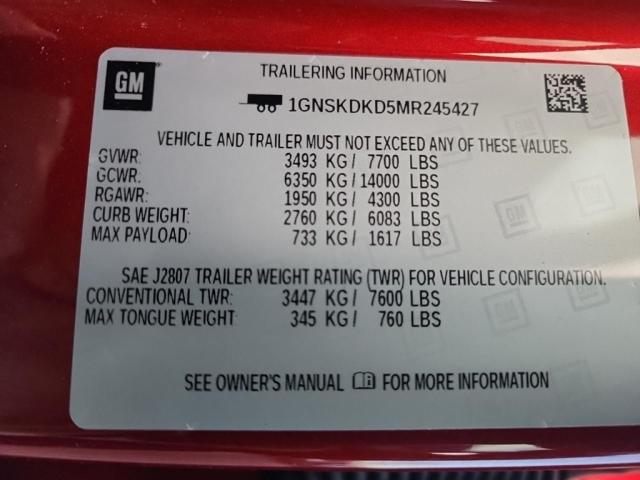 GM
TRAILERING INFORMATION
1GNSKDKD5MR245427
VEHICLE AND TRAILER MUST NOT EXCEED ANY OF THESE VALUES.
GVWR: 3493 KG/ 7700 LBS
GCWR: 6350 KG/14000 LBS
RGAWR: 1950 KG/ 4300 LBS
CURB WEIGHT: 2760 KG/ 6083 LBS
MAX PAYLOAD: 733 KG/ 1617 LBS
SAE J2807 TRAILER WEIGHT RATING (TWR) FOR VEHICLE CONFIGURATION.
CONVENTIONAL TWR: 3447 KG/ 7600 LBS
MAX TONGUE WEIGHT: 345 KG/ 760 LBS
SEE OWNER'S MANUAL FOR MORE INFORMATION